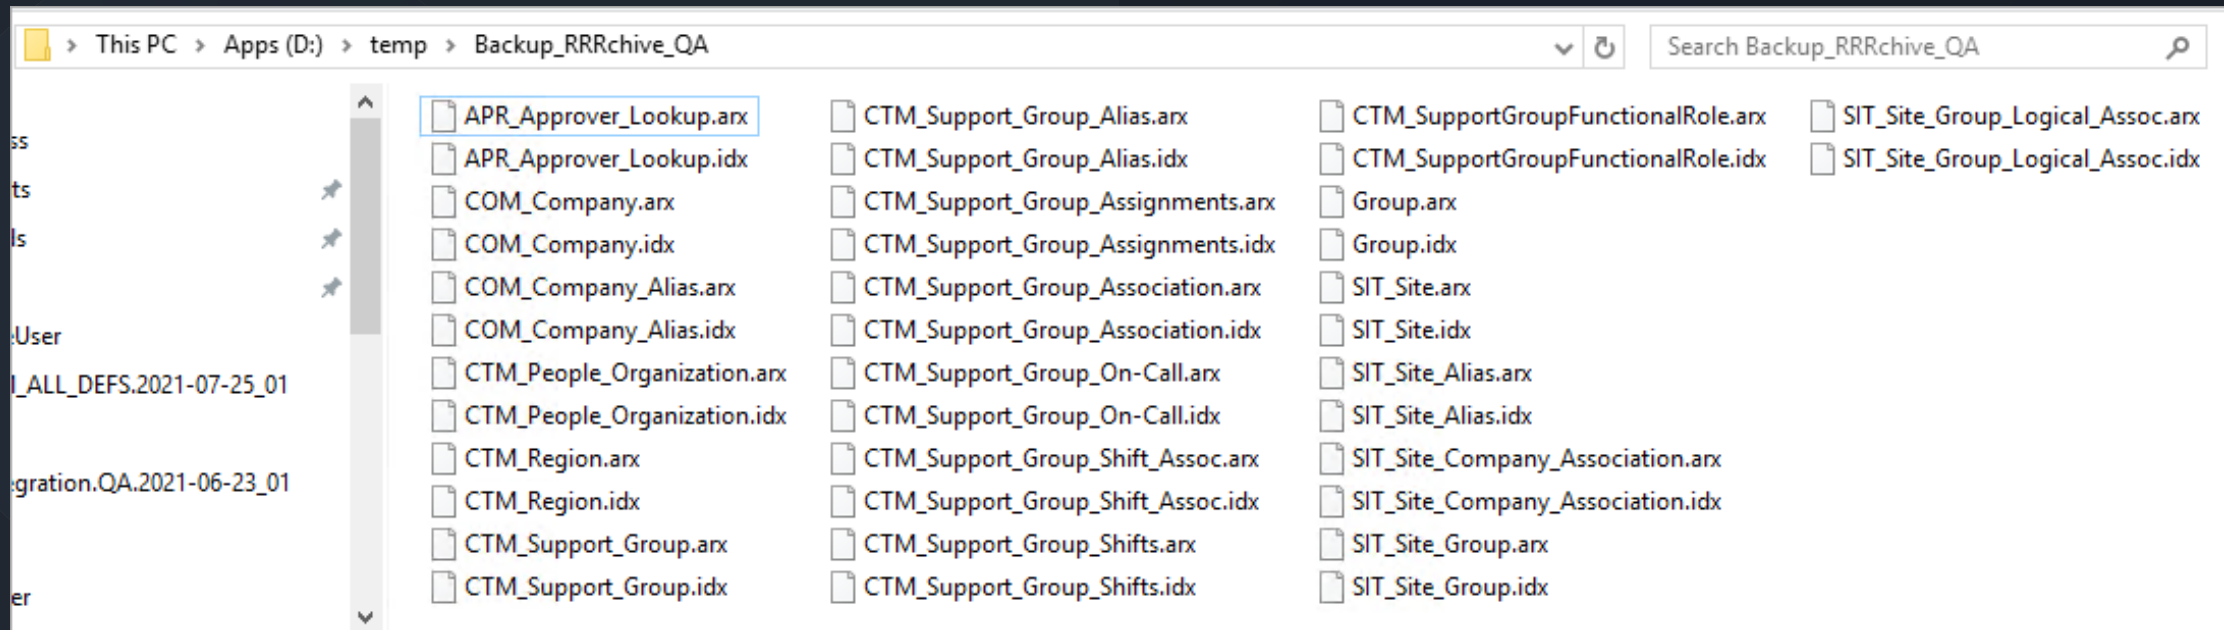 This PC > Apps (D:) > temp > Backup_RRRchive_QA
Search Backup_RRRchive_QA
ss
ts
ls
:User
I_ALL_DEFS.2021-07-25_01
:gration.QA.2021-06-23_01
er
APR_Approver_Lookup.arx
APR_Approver_Lookup.idx
COM_Company.arx
COM_Company.idx
COM_Company_Alias.arx
COM_Company_Alias.idx
CTM_People_Organization.arx
CTM_People_Organization.idx
CTM_Region.arx
CTM_Region.idx
CTM_Support_Group.arx
CTM_Support_Group.idx
CTM_Support_Group_Alias.arx
CTM_Support_Group_Alias.idx
CTM_Support_Group_Assignments.arx
CTM_Support_Group_Assignments.idx
CTM_Support_Group_Association.arx
CTM_Support_Group_Association.idx
CTM_Support_Group_On-Call.arx
CTM_Support_Group_On-Call.idx
CTM_Support_Group_Shift_Assoc.arx
CTM_Support_Group_Shift_Assoc.idx
CTM_Support_Group_Shifts.arx
CTM_Support_Group_Shifts.idx
CTM_SupportGroupFunctionalRole.arx
CTM_SupportGroupFunctionalRole.idx
Group.arx
Group.idx
SIT_Site.arx
SIT_Site.idx
SIT_Site_Alias.arx
SIT_Site_Alias.idx
SIT_Site_Company_Association.arx
SIT_Site_Company_Association.idx
SIT_Site_Group.arx
SIT_Site_Group.idx
SIT_Site_Group_Logical_Assoc.arx
SIT_Site_Group_Logical_Assoc.idx